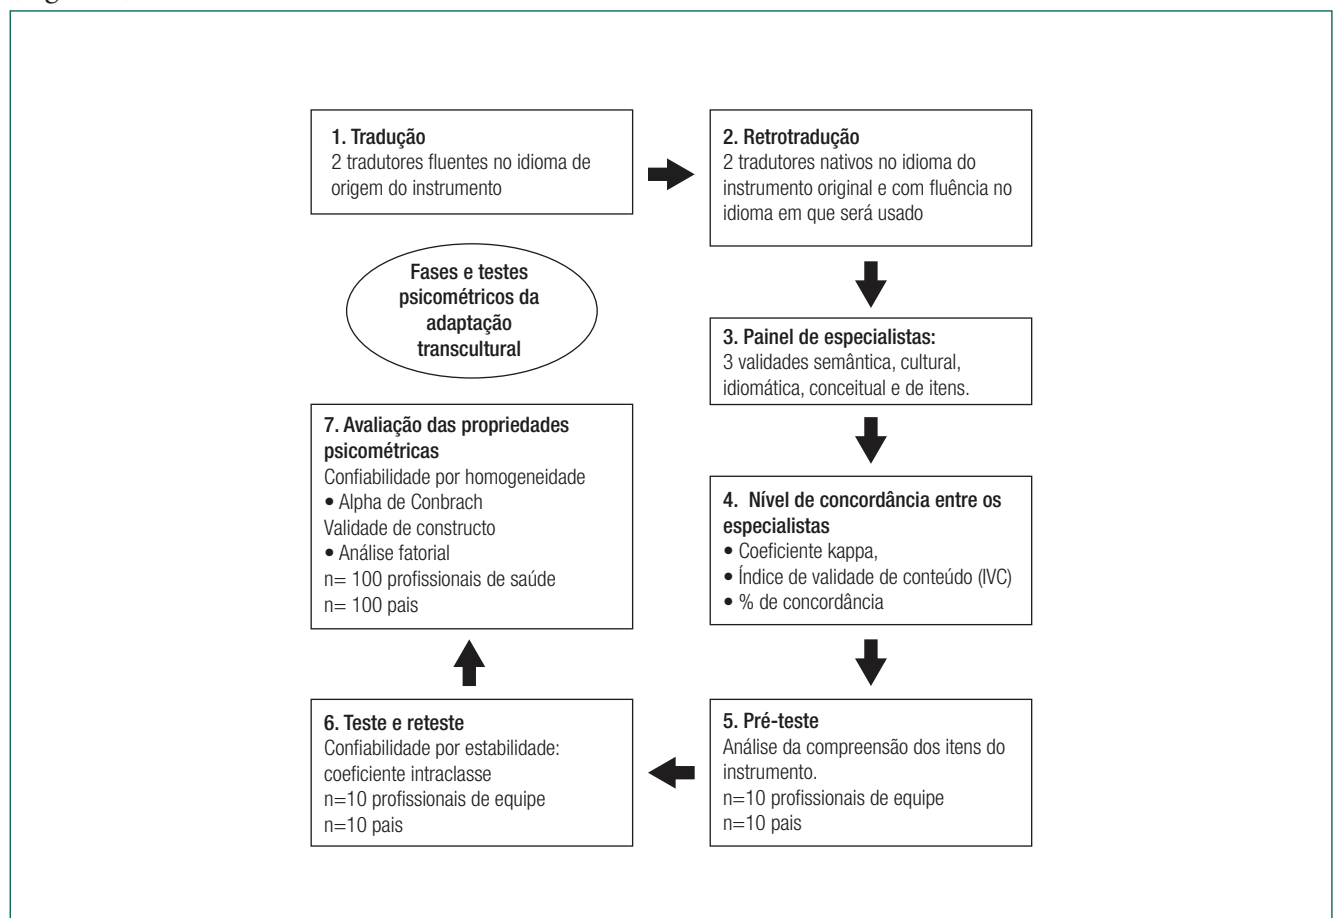 1. Tradução
2 tradutores fluentes no idioma de
origem do instrumento
2. Retrotradução
2 tradutores nativos no idioma do
instrumento original e com fluência no
idioma em que será usado
Fases e testes
psicométricos da
adaptação
transcultural
3. Painel de especialistas:
3 validades semântica, cultural,
idiomática, conceitual e de itens.
4. Nível de concordância entre os
especialistas
• Coeficiente kappa,
• Índice de validade de conteúdo (IVC)
• % de concordância
5. Pré-teste
Análise da compreensão dos itens do
instrumento.
n=10 profissionais de equipe
n=10 pais
6. Teste e reteste
Confiabilidade por estabilidade:
coeficiente intraclasse
n=10 profissionais de equipe
n=10 pais
7. Avaliação das propriedades
psicométricas
Confiabilidade por homogeneidade
• Alpha de Conbrach
Validade de constructo
• Análise fatorial
n= 100 profissionais de saúde
n= 100 pais